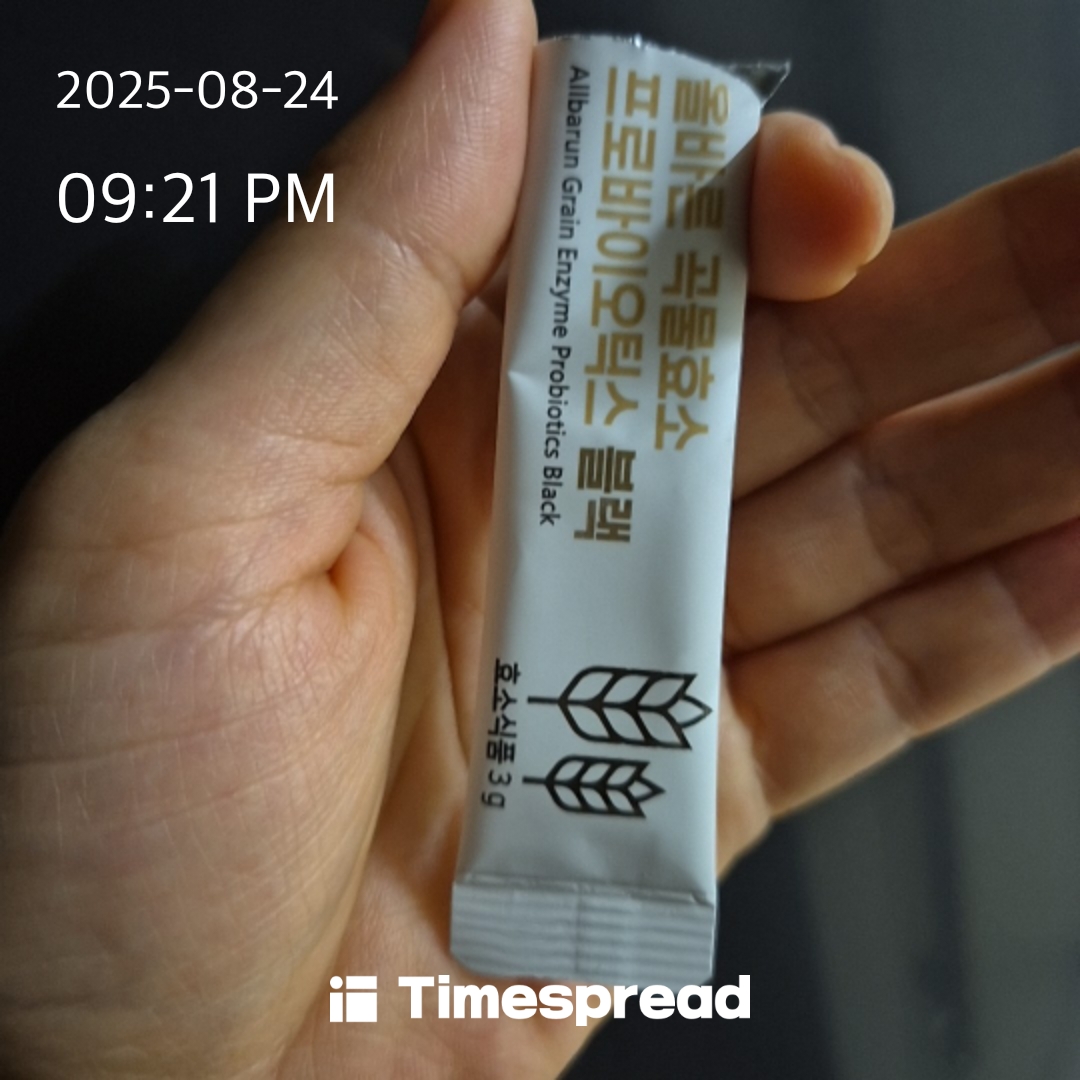 2025-08-24
09:21 PM
올바른 곡물효소
프로바이오틱스 블랙
Allbarun Grain Enzyme Probiotics Black
효소식품 3 g
Timespread